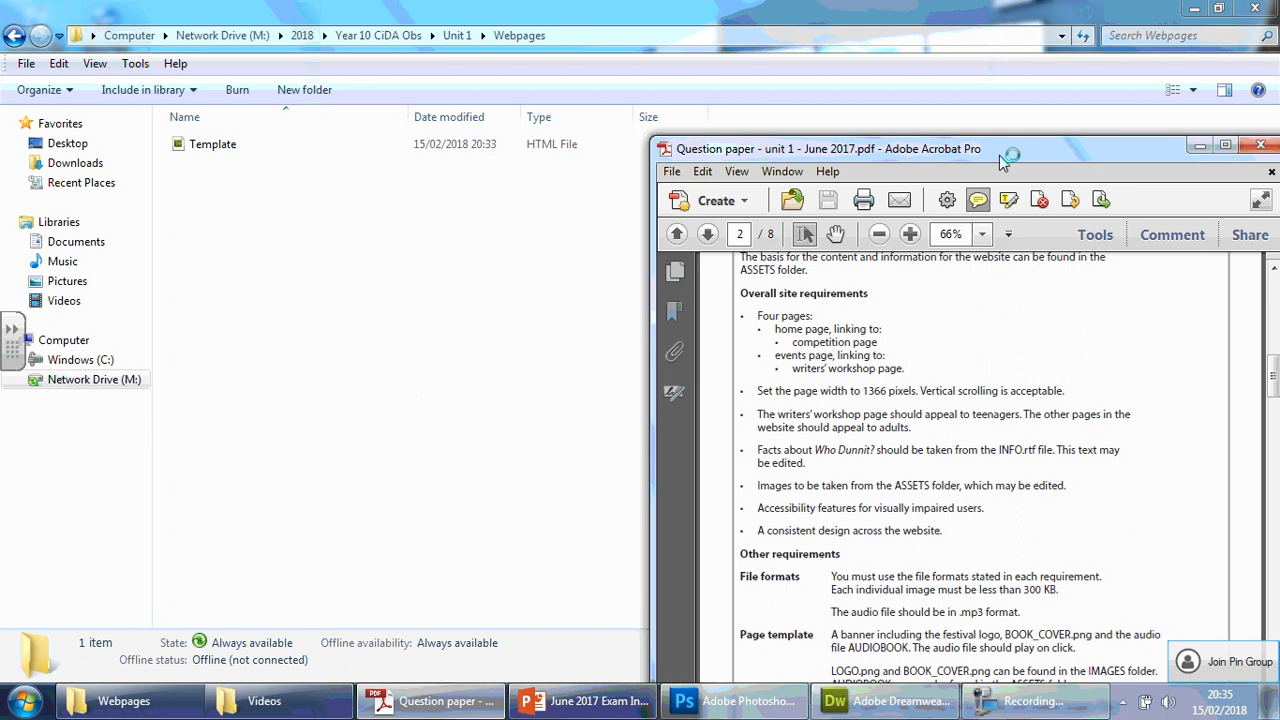 Computer Network Drive (M:) 2018 Year 10 CiDA Obs Unit 1 Webpages
Search Webpages
File Edit View Tools Help
Organize Include in library Burn New folder
Favorites
Desktop
Downloads
Recent Places
Libraries
Documents
Music
Pictures
Videos
Computer
Windows (C:)
Network Drive (M:)
Name Date modified Type Size
Template 15/02/2018 20:33 HTML File
Question paper - unit 1 - June 2017.pdf - Adobe Acrobat Pro
File Edit View Window Help
Create
2 / 8 66% Tools Comment Share
The basis for the content and information for the website can be found in the
ASSETS folder.
Overall site requirements
• Four pages:
• home page, linking to:
• competition page
• events page, linking to:
• writers' workshop page.
• Set the page width to 1366 pixels. Vertical scrolling is acceptable.
• The writers' workshop page should appeal to teenagers. The other pages in the
website should appeal to adults.
• Facts about Who Dunnit? should be taken from the INFO.rtf file. This text may
be edited.
• Images to be taken from the ASSETS folder, which may be edited.
• Accessibility features for visually impaired users.
• A consistent design across the website.
Other requirements
File formats You must use the file formats stated in each requirement.
Each individual image must be less than 300 KB.
The audio file should be in .mp3 format.
Page template A banner including the festival logo, BOOK_COVER.png and the audio
file AUDIOBOOK. The audio file should play on click.
LOGO.png and BOOK_COVER.png can be found in the IMAGES folder.
Join Pin Group
1 item State: Always available Offline availability: Always available
Offline status: Offline (not connected)
Webpages
Videos
PDF
Question paper - ...
June 2017 Exam In...
Ps
Adobe Photosho...
Dw
Adobe Dreamwea...
Recording...
20:35
15/02/2018